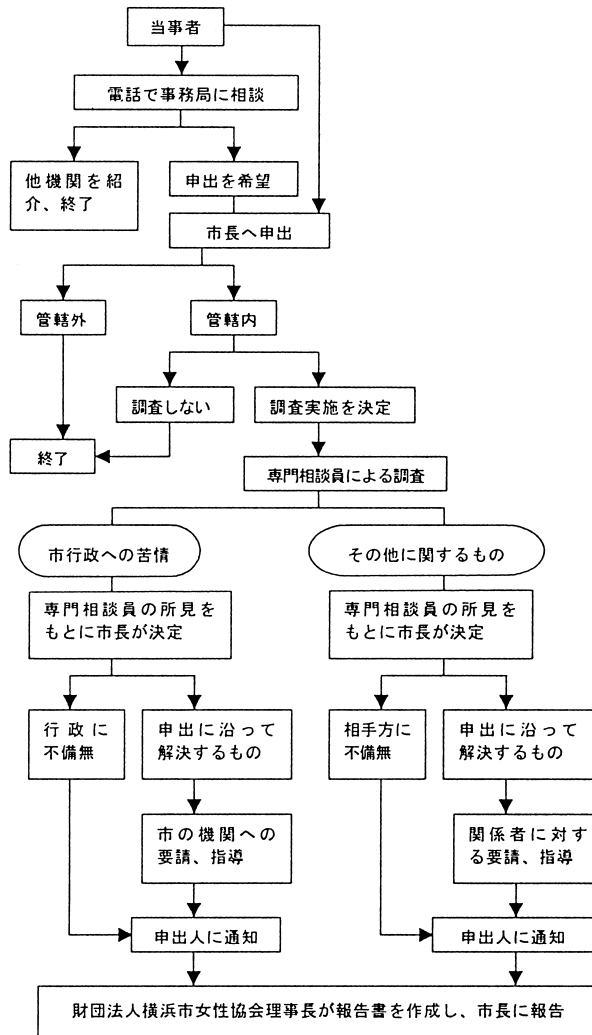 当事者
電話で事務局に相談
他機関を紹
介、終了
申出を希望
市長へ申出
管轄外
管轄内
調査しない
調査実施を決定
終了
専門相談員による調査
市行政への苦情
その他に関するもの
専門相談員の所見を
もとに市長が決定
専門相談員の所見を
もとに市長が決定
行政に
不備無
申出に沿って
解決するもの
相手方に
不備無
申出に沿って
解決するもの
市の機関への
要請、指導
関係者に対す
る要請、指導
申出人に通知
申出人に通知
財団法人横浜市女性協会理事長が報告書を作成し、市長に報告